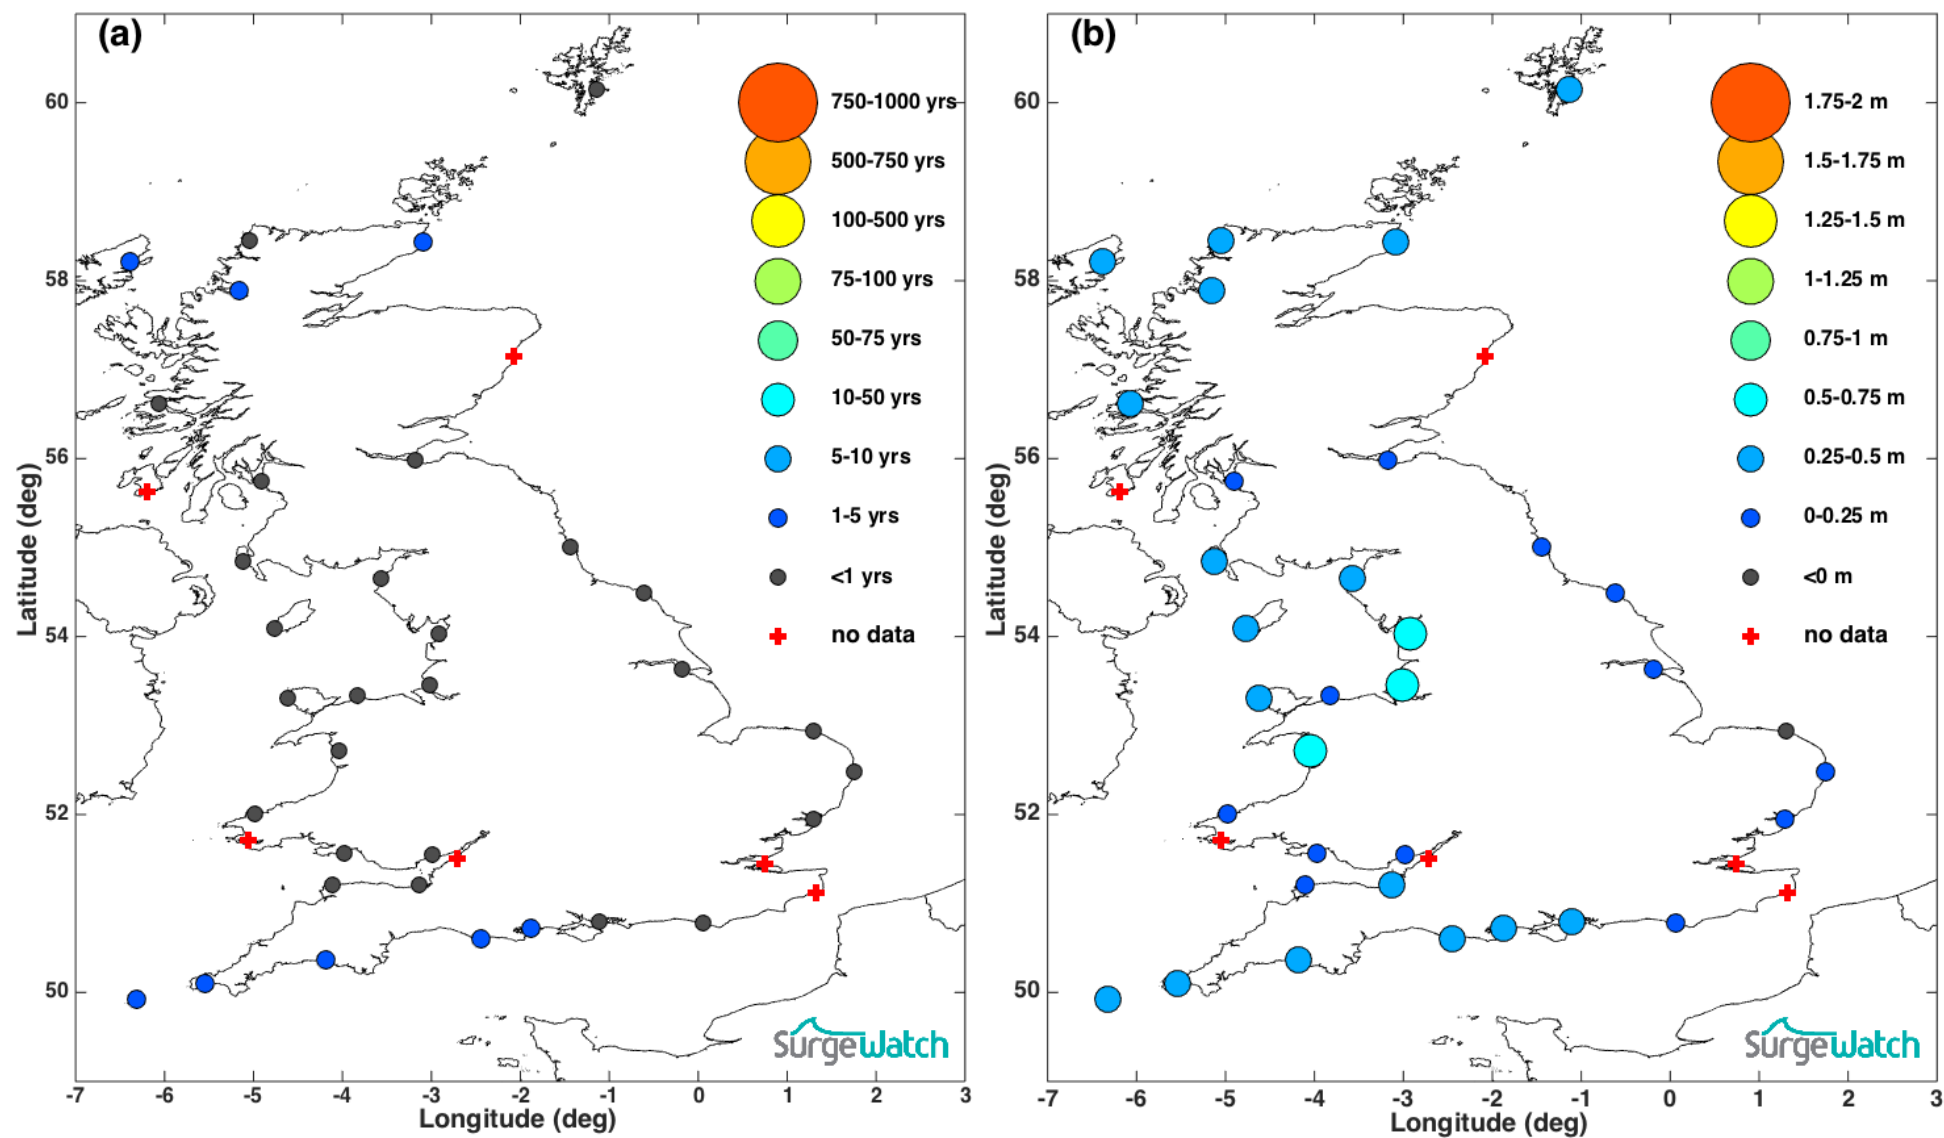 (a)
750-1000 yrs
500-750 yrs
100-500 yrs
75-100 yrs
50-75 yrs
10-50 yrs
5-10 yrs
1-5 yrs
<1 yrs
no data
60
58
56
54
52
50
Latitude (deg)
-7 -6 -5 -4 -3 -2 -1 0 1 2 3
Longitude (deg)
SurgeWatch
(b)
1.75-2 m
1.5-1.75 m
1.25-1.5 m
1-1.25 m
0.75-1 m
0.5-0.75 m
0.25-0.5 m
0-0.25 m
<0 m
no data
60
58
56
54
52
50
Latitude (deg)
-7 -6 -5 -4 -3 -2 -1 0 1 2 3
Longitude (deg)
SurgeWatch